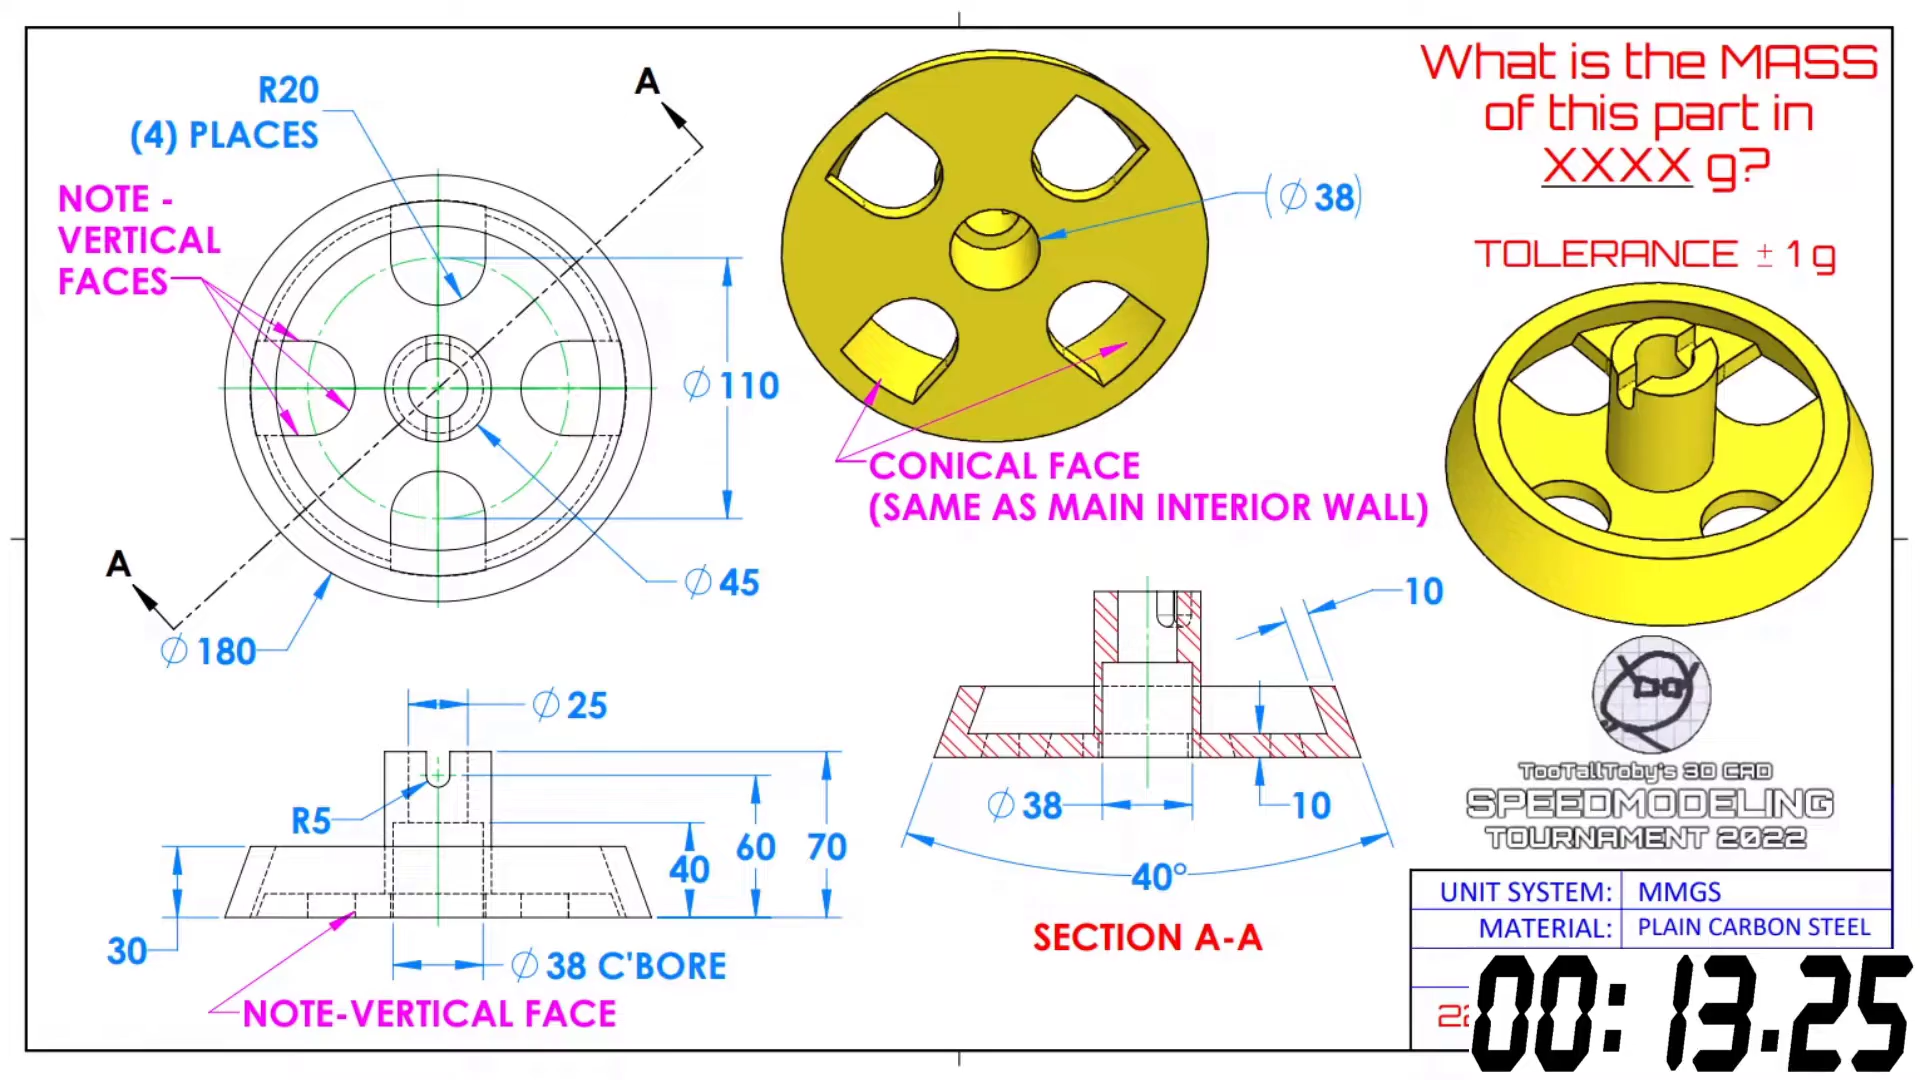 What is the MASS
of this part in
XXXX g?
TOLERANCE ± 1 g
R20
(4) PLACES
A
NOTE -
VERTICAL
FACES
(∅ 38)
∅ 110
CONICAL FACE
(SAME AS MAIN INTERIOR WALL)
A
∅ 45
∅ 180
10
∅ 25
R5
40
60
70
30
∅ 38 C'BORE
NOTE-VERTICAL FACE
∅ 38
10
40°
SECTION A-A
TooTallToby's 3D CAD
SPEEDMODELING
TOURNAMENT 2022
UNIT SYSTEM: MMGS
MATERIAL: PLAIN CARBON STEEL
00:13.25